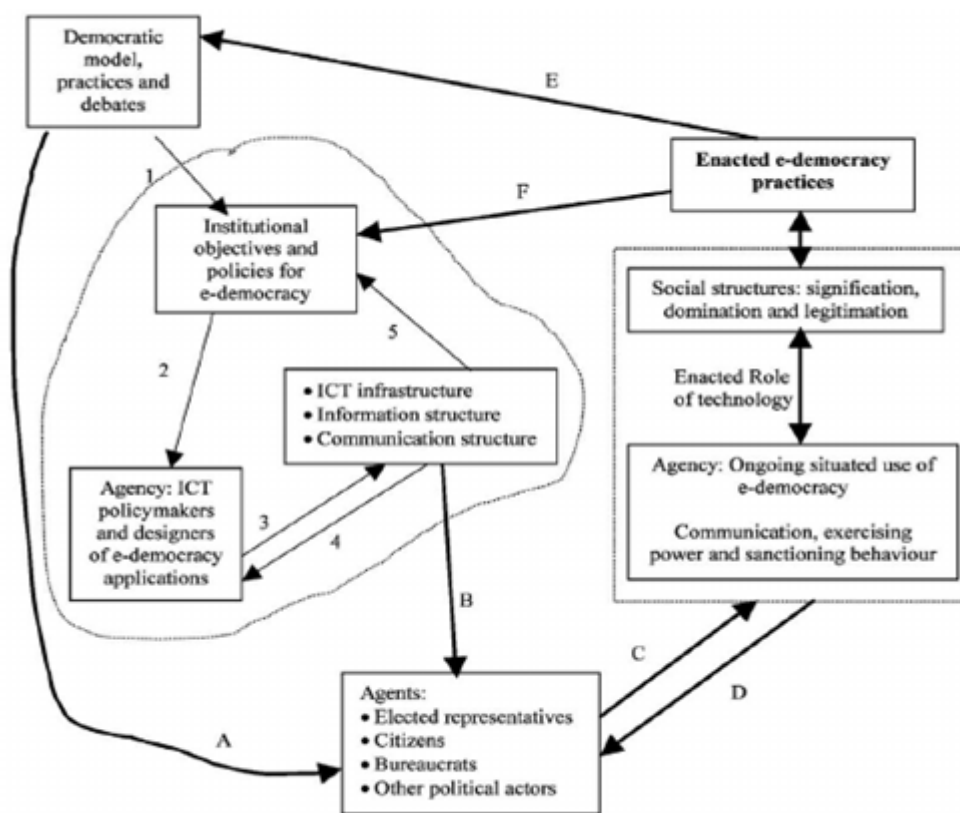 Democratic
model,
practices and
debates
E
Enacted e-democracy
practices
1
F
Institutional
objectives and
policies for
e-democracy
Social structures: signification,
domination and legitimation
5
2
Enacted Role
of technology
• ICT infrastructure
• Information structure
• Communication structure
Agency: Ongoing situated use of
e-democracy
Communication, exercising
power and sanctioning behaviour
Agency: ICT
policymakers
and designers
of e-democracy
applications
3
4
B
C
D
A
Agents:
• Elected representatives
• Citizens
• Bureaucrats
• Other political actors